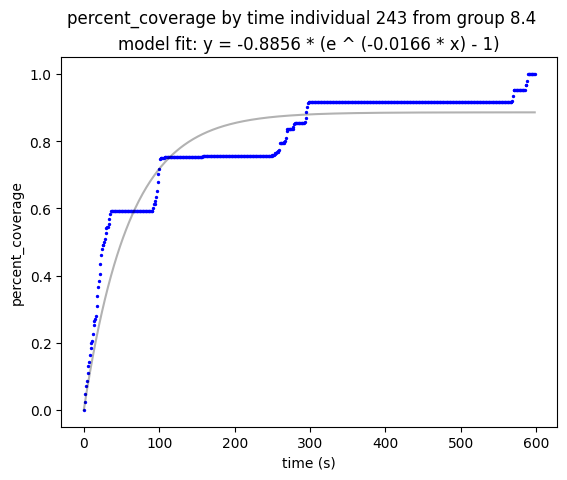 percent_coverage by time individual 243 from group 8.4
model fit: y = -0.8856 * (e ^ (-0.0166 * x) - 1)
1.0
0.8
0.6
0.4
0.2
0.0
percent_coverage
0 100 200 300 400 500 600
time (s)